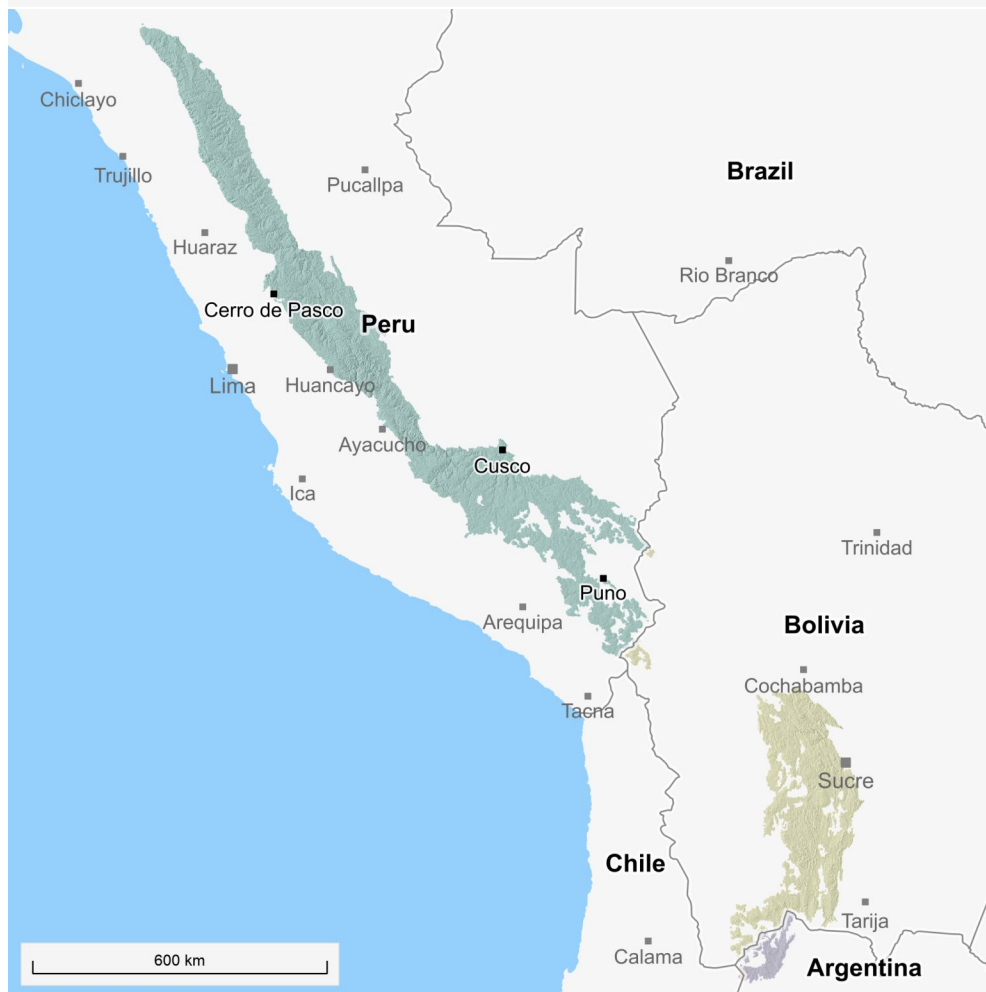 Chiclayo
Trujillo
Pucallpa
Brazil
Huaraz
Rio Branco
Cerro de Pasco
Peru
Lima
Huancayo
Ayacucho
Cusco
Ica
Trinidad
Puno
Arequipa
Bolivia
Cochabamba
Tacna
Sucre
Chile
Tarija
Calama
Argentina
600 km